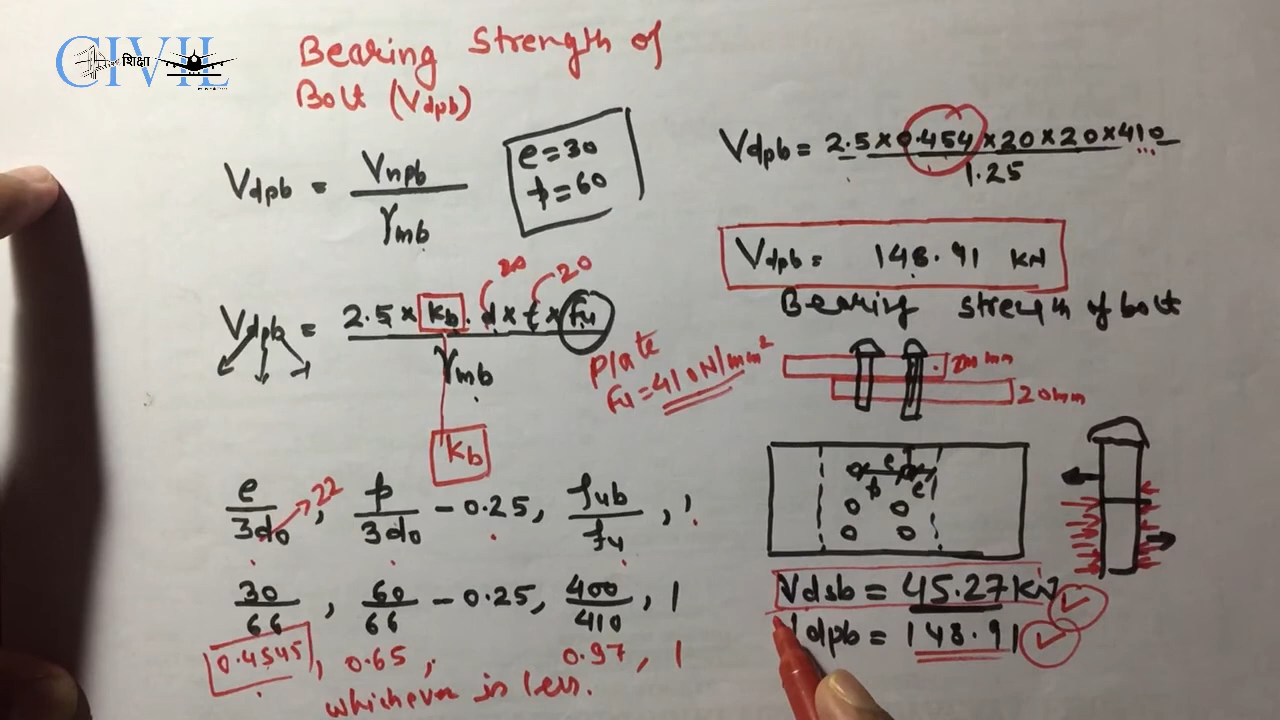 CIVIL शिक्षा
Bearing Strength of
Bolt (Vdpb)
Vdpb = Vnpb / γmb
e = 30
p = 60
Vdpb = 2.5 × kb . d × t × fu / γmb
20
20
Plate
Fu = 410 N/mm²
kb
e / 3d₀ , p / 3d₀ - 0.25, fub / fu , 1
22
30 / 66 , 60 / 66 - 0.25, 400 / 410 , 1
0.4545, 0.65, 0.97, 1
whichever is less.
Vdpb = 2.5 × 0.454 × 20 × 20 × 410 / 1.25
Vdpb = 148.91 kN
Bearing strength of bolt
20mm
20mm
e
p e
Vdsb = 45.27 kN
Vdpb = 148.91